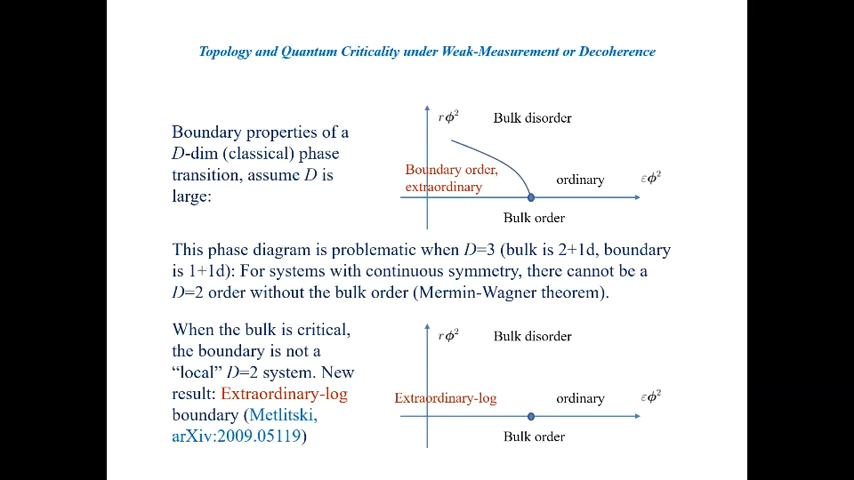 Topology and Quantum Criticality under Weak-Measurement or Decoherence
Boundary properties of a
D-dim (classical) phase
transition, assume D is
large:
rϕ²
Bulk disorder
Boundary order,
extraordinary
ordinary
εϕ²
Bulk order
This phase diagram is problematic when D=3 (bulk is 2+1d, boundary
is 1+1d): For systems with continuous symmetry, there cannot be a
D=2 order without the bulk order (Mermin-Wagner theorem).
When the bulk is critical,
the boundary is not a
“local” D=2 system. New
result: Extraordinary-log
boundary (Metlitski,
arXiv:2009.05119)
rϕ²
Bulk disorder
Extraordinary-log
ordinary
εϕ²
Bulk order